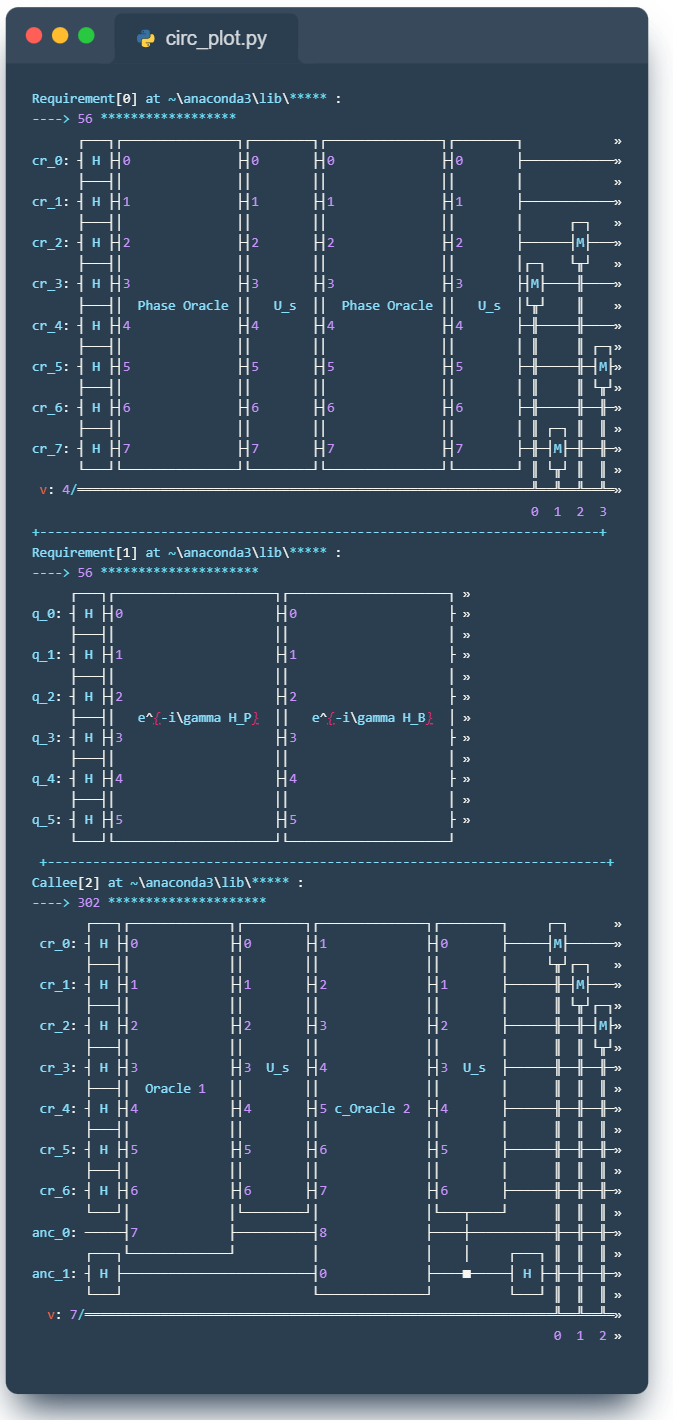 circ_plot.py
Requirement[0] at ~\anaconda3\lib\***** :
----> 56 ******************
»
cr_0: ┤ H ├┤0 ├┤0 ├┤0 ├┤0 ├»
»
cr_1: ┤ H ├┤1 ├┤1 ├┤1 ├┤1 ├»
»
cr_2: ┤ H ├┤2 ├┤2 ├┤2 ├┤2 ├┤M├»
»
cr_3: ┤ H ├┤3 ├┤3 ├┤3 ├┤3 ├┤M├»
Phase Oracle U_s Phase Oracle U_s »
cr_4: ┤ H ├┤4 ├┤4 ├┤4 ├┤4 ├»
»
cr_5: ┤ H ├┤5 ├┤5 ├┤5 ├┤5 ├┤M├»
»
cr_6: ┤ H ├┤6 ├┤6 ├┤6 ├┤6 ├»
»
cr_7: ┤ H ├┤7 ├┤7 ├┤7 ├┤7 ├┤M├»
»
v: 4/»
0 1 2 3
+--------------------------------------------------------------------------+
Requirement[1] at ~\anaconda3\lib\***** :
----> 56 *********************
»
q_0: ┤ H ├┤0 ├┤0 ├ »
»
q_1: ┤ H ├┤1 ├┤1 ├ »
»
q_2: ┤ H ├┤2 ├┤2 ├ »
e^{-i\gamma H_P} e^{-i\gamma H_B} »
q_3: ┤ H ├┤3 ├┤3 ├ »
»
q_4: ┤ H ├┤4 ├┤4 ├ »
»
q_5: ┤ H ├┤5 ├┤5 ├ »
+--------------------------------------------------------------------------+
Callee[2] at ~\anaconda3\lib\***** :
----> 302 *********************
»
cr_0: ┤ H ├┤0 ├┤0 ├┤1 ├┤0 ├┤M├»
»
cr_1: ┤ H ├┤1 ├┤1 ├┤2 ├┤1 ├┤M├»
»
cr_2: ┤ H ├┤2 ├┤2 ├┤3 ├┤2 ├┤M├»
»
cr_3: ┤ H ├┤3 ├┤3 U_s ├┤4 ├┤3 U_s ├»
Oracle 1 »
cr_4: ┤ H ├┤4 ├┤4 ├┤5 c_Oracle 2 ├┤4 ├»
»
cr_5: ┤ H ├┤5 ├┤5 ├┤6 ├┤5 ├»
»
cr_6: ┤ H ├┤6 ├┤6 ├┤7 ├┤6 ├»
»
anc_0: ┤7 ├┤8 ├»
»
anc_1: ┤ H ├┤0 ├■┤ H ├»
»
v: 7/»
0 1 2 »